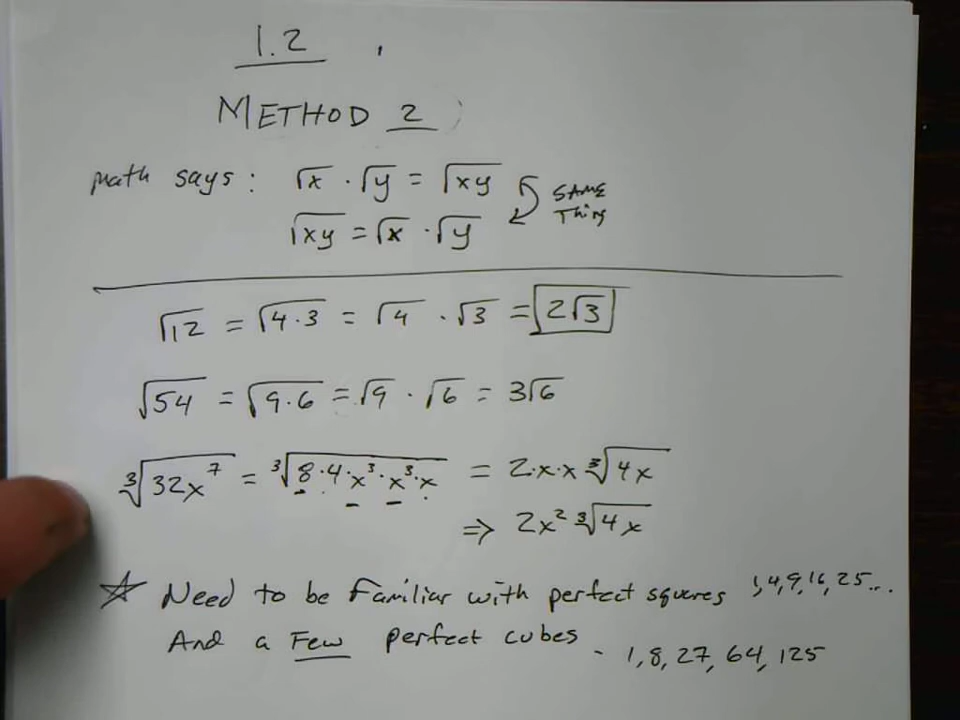 1.2
METHOD 2
math says: √x · √y = √xy
SAME
Thing
√xy = √x · √y
√12 = √4·3 = √4 · √3 = 2√3
√54 = √9·6 = √9 · √6 = 3√6
∛32x⁷ = ∛8·4·x³·x³·x = 2·x·x ∛4x
⇒ 2x² ∛4x
☆ Need to be Familiar with perfect squares 1,4,9,16,25...
And a Few perfect cubes - 1,8,27,64,125